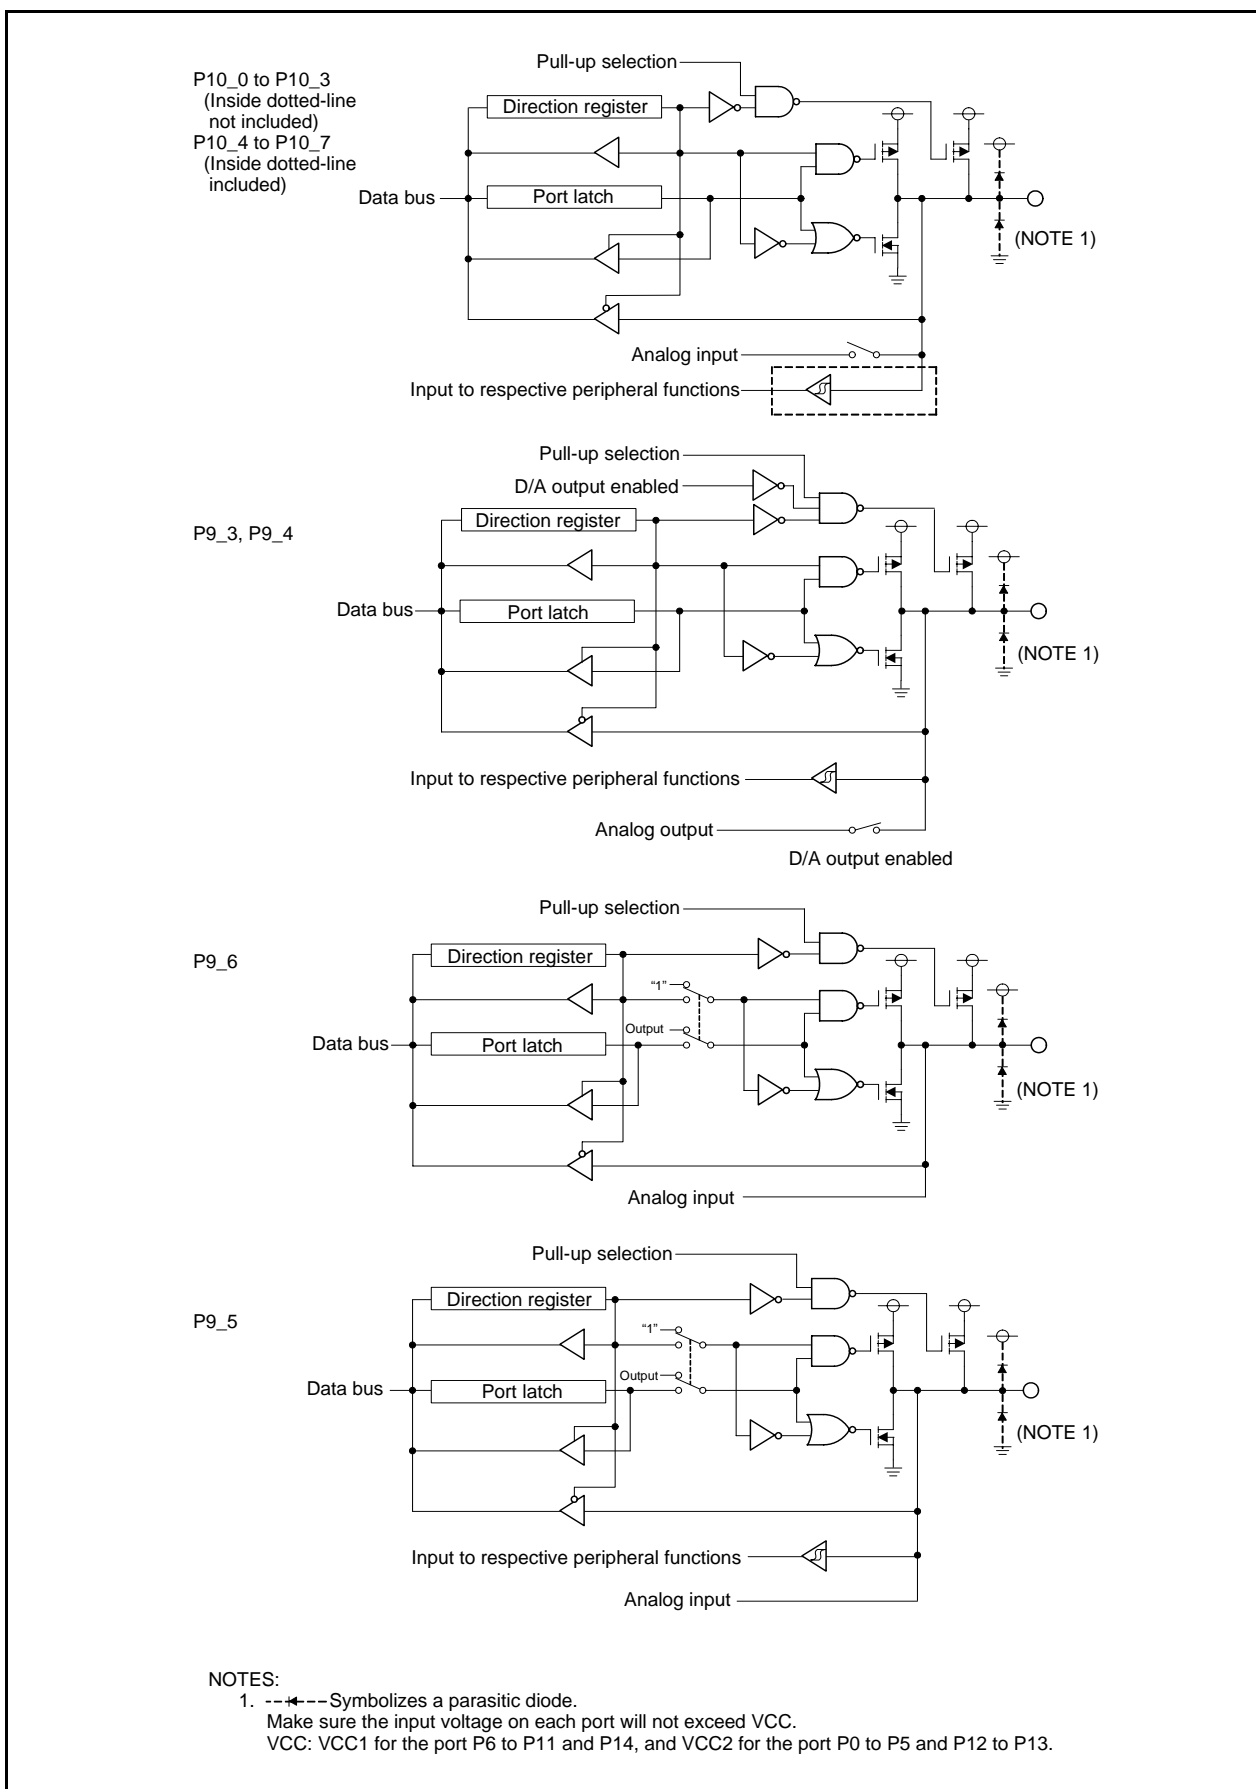 Pull-up selection
P10_0 to P10_3
(Inside dotted-line
not included)
P10_4 to P10_7
(Inside dotted-line
included)
Direction register
Data bus
Port latch
(NOTE 1)
Analog input
Input to respective peripheral functions
Pull-up selection
D/A output enabled
P9_3, P9_4
Direction register
Data bus
Port latch
(NOTE 1)
Input to respective peripheral functions
Analog output
D/A output enabled
Pull-up selection
P9_6
Direction register
“1”
Output
Data bus
Port latch
(NOTE 1)
Analog input
Pull-up selection
P9_5
Direction register
“1”
Output
Data bus
Port latch
(NOTE 1)
Input to respective peripheral functions
Analog input
NOTES:
1. Symbolizes a parasitic diode.
Make sure the input voltage on each port will not exceed VCC.
VCC: VCC1 for the port P6 to P11 and P14, and VCC2 for the port P0 to P5 and P12 to P13.